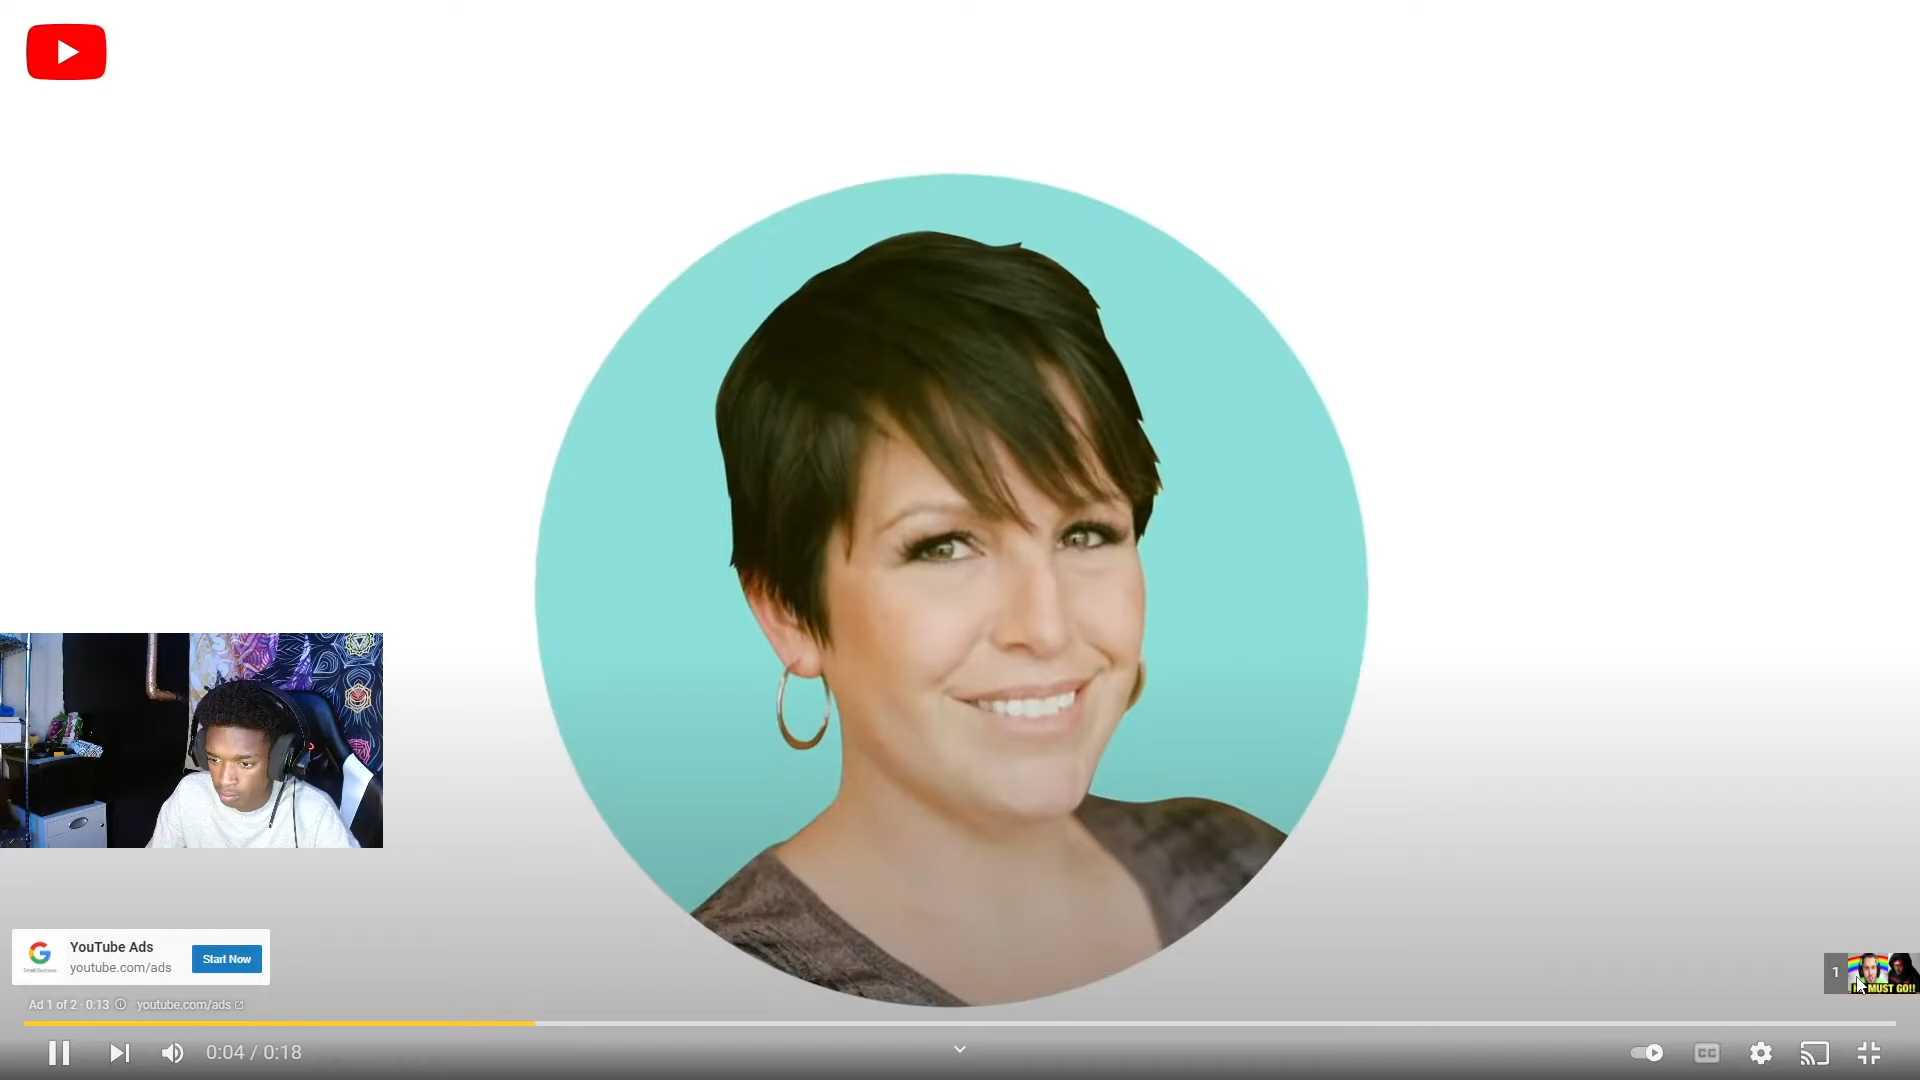 YouTube Ads
youtube.com/ads
Start Now
Ad 1 of 2 · 0:13
youtube.com/ads
1
MUST GO!!
0:04 / 0:18
CC